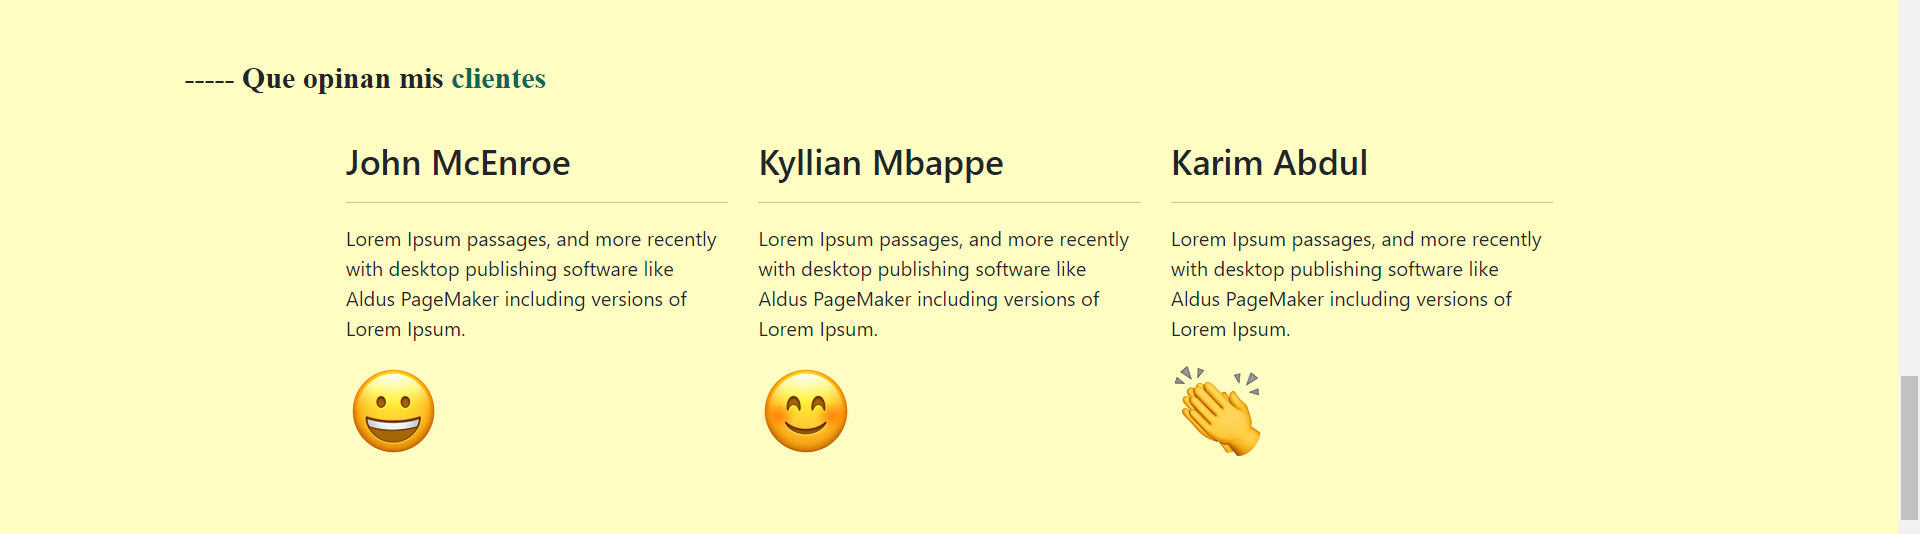 ----- Que opinan mis clientes
John McEnroe
Lorem Ipsum passages, and more recently
with desktop publishing software like
Aldus PageMaker including versions of
Lorem Ipsum.
Kyllian Mbappe
Lorem Ipsum passages, and more recently
with desktop publishing software like
Aldus PageMaker including versions of
Lorem Ipsum.
Karim Abdul
Lorem Ipsum passages, and more recently
with desktop publishing software like
Aldus PageMaker including versions of
Lorem Ipsum.